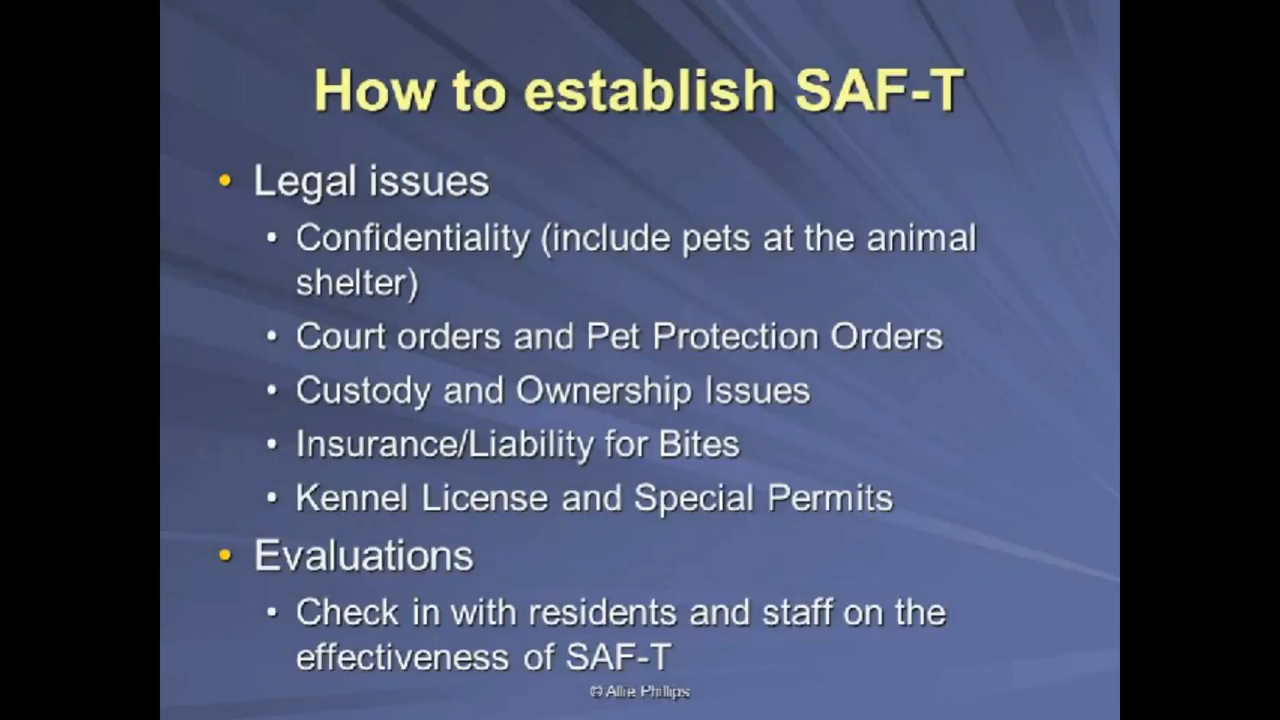 How to establish SAF-T
• Legal issues
• Confidentiality (include pets at the animal
shelter)
• Court orders and Pet Protection Orders
• Custody and Ownership Issues
• Insurance/Liability for Bites
• Kennel License and Special Permits
• Evaluations
• Check in with residents and staff on the
effectiveness of SAF-T
© Allie Phillips